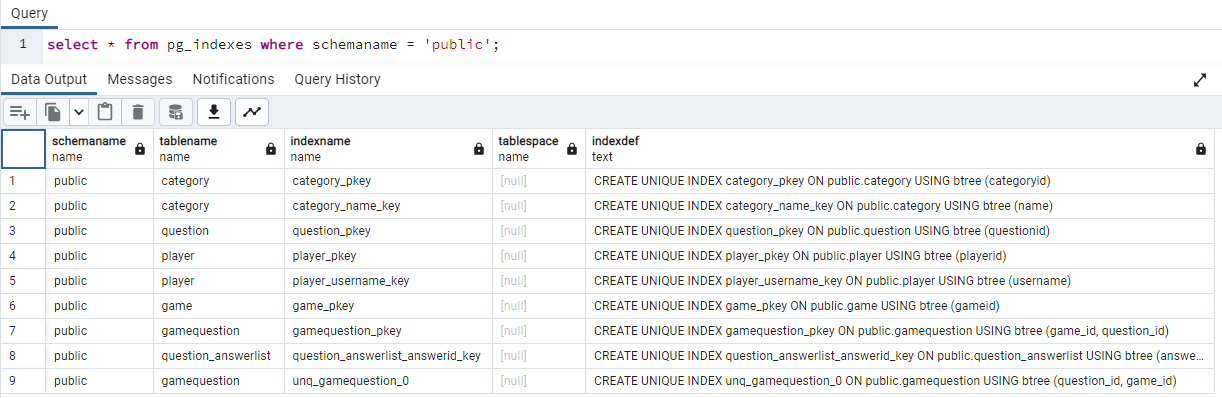 Query
1 select * from pg_indexes where schemaname = 'public';
Data Output Messages Notifications Query History
schemaname tablename indexname tablespace indexdef
name name name name text
1 public category category_pkey [null] CREATE UNIQUE INDEX category_pkey ON public.category USING btree (categoryid)
2 public category category_name_key [null] CREATE UNIQUE INDEX category_name_key ON public.category USING btree (name)
3 public question question_pkey [null] CREATE UNIQUE INDEX question_pkey ON public.question USING btree (questionid)
4 public player player_pkey [null] CREATE UNIQUE INDEX player_pkey ON public.player USING btree (playerid)
5 public player player_username_key [null] CREATE UNIQUE INDEX player_username_key ON public.player USING btree (username)
6 public game game_pkey [null] CREATE UNIQUE INDEX game_pkey ON public.game USING btree (gameid)
7 public gamequestion gamequestion_pkey [null] CREATE UNIQUE INDEX gamequestion_pkey ON public.gamequestion USING btree (game_id, question_id)
8 public question_answerlist question_answerlist_answerid_key [null] CREATE UNIQUE INDEX question_answerlist_answerid_key ON public.question_answerlist USING btree (answe...
9 public gamequestion unq_gamequestion_0 [null] CREATE UNIQUE INDEX unq_gamequestion_0 ON public.gamequestion USING btree (question_id, game_id)